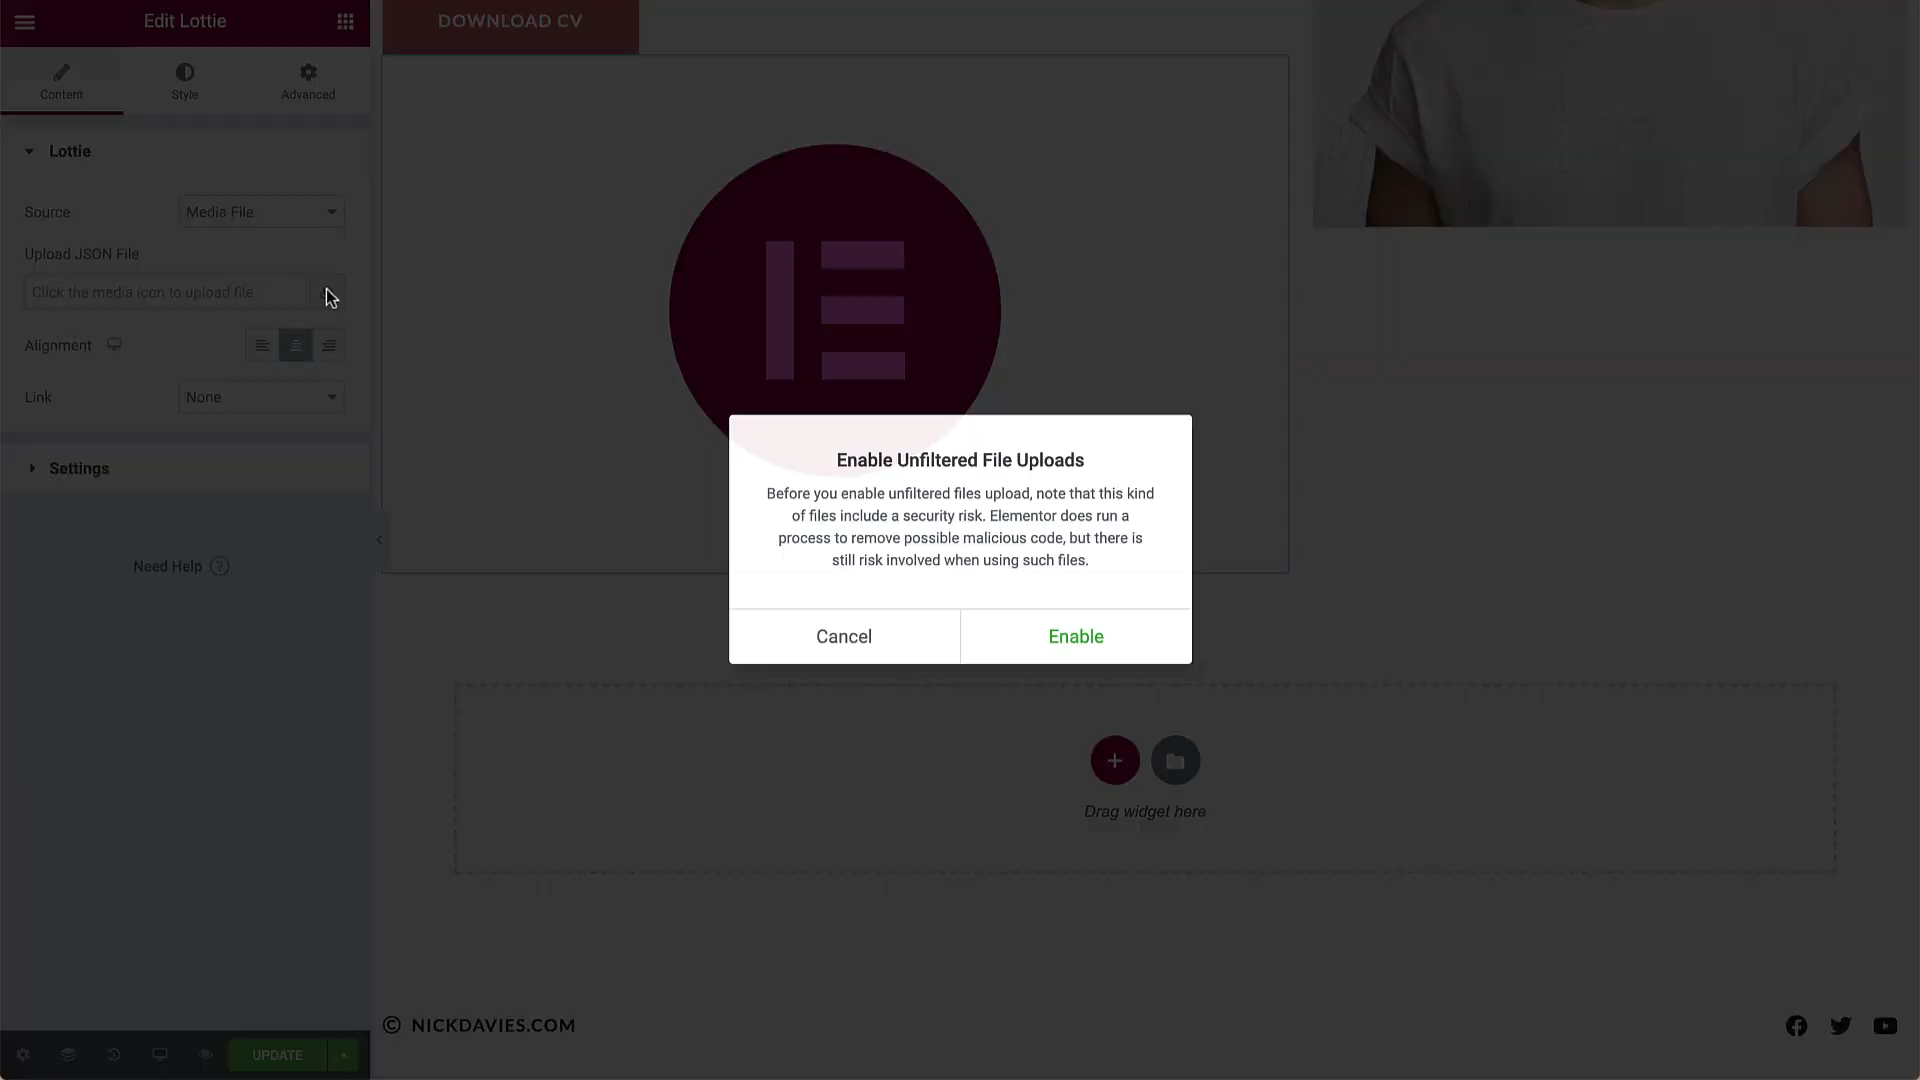 Edit Lottie
DOWNLOAD CV
Content
Style
Advanced
Lottie
Source
Media File
Upload JSON File
Click the media icon to upload file
Alignment
Link
None
Settings
Need Help ?
Enable Unfiltered File Uploads
Before you enable unfiltered files upload, note that this kind
of files include a security risk. Elementor does run a
process to remove possible malicious code, but there is
still risk involved when using such files.
Cancel
Enable
Drag widget here
© NICKDAVIES.COM
UPDATE